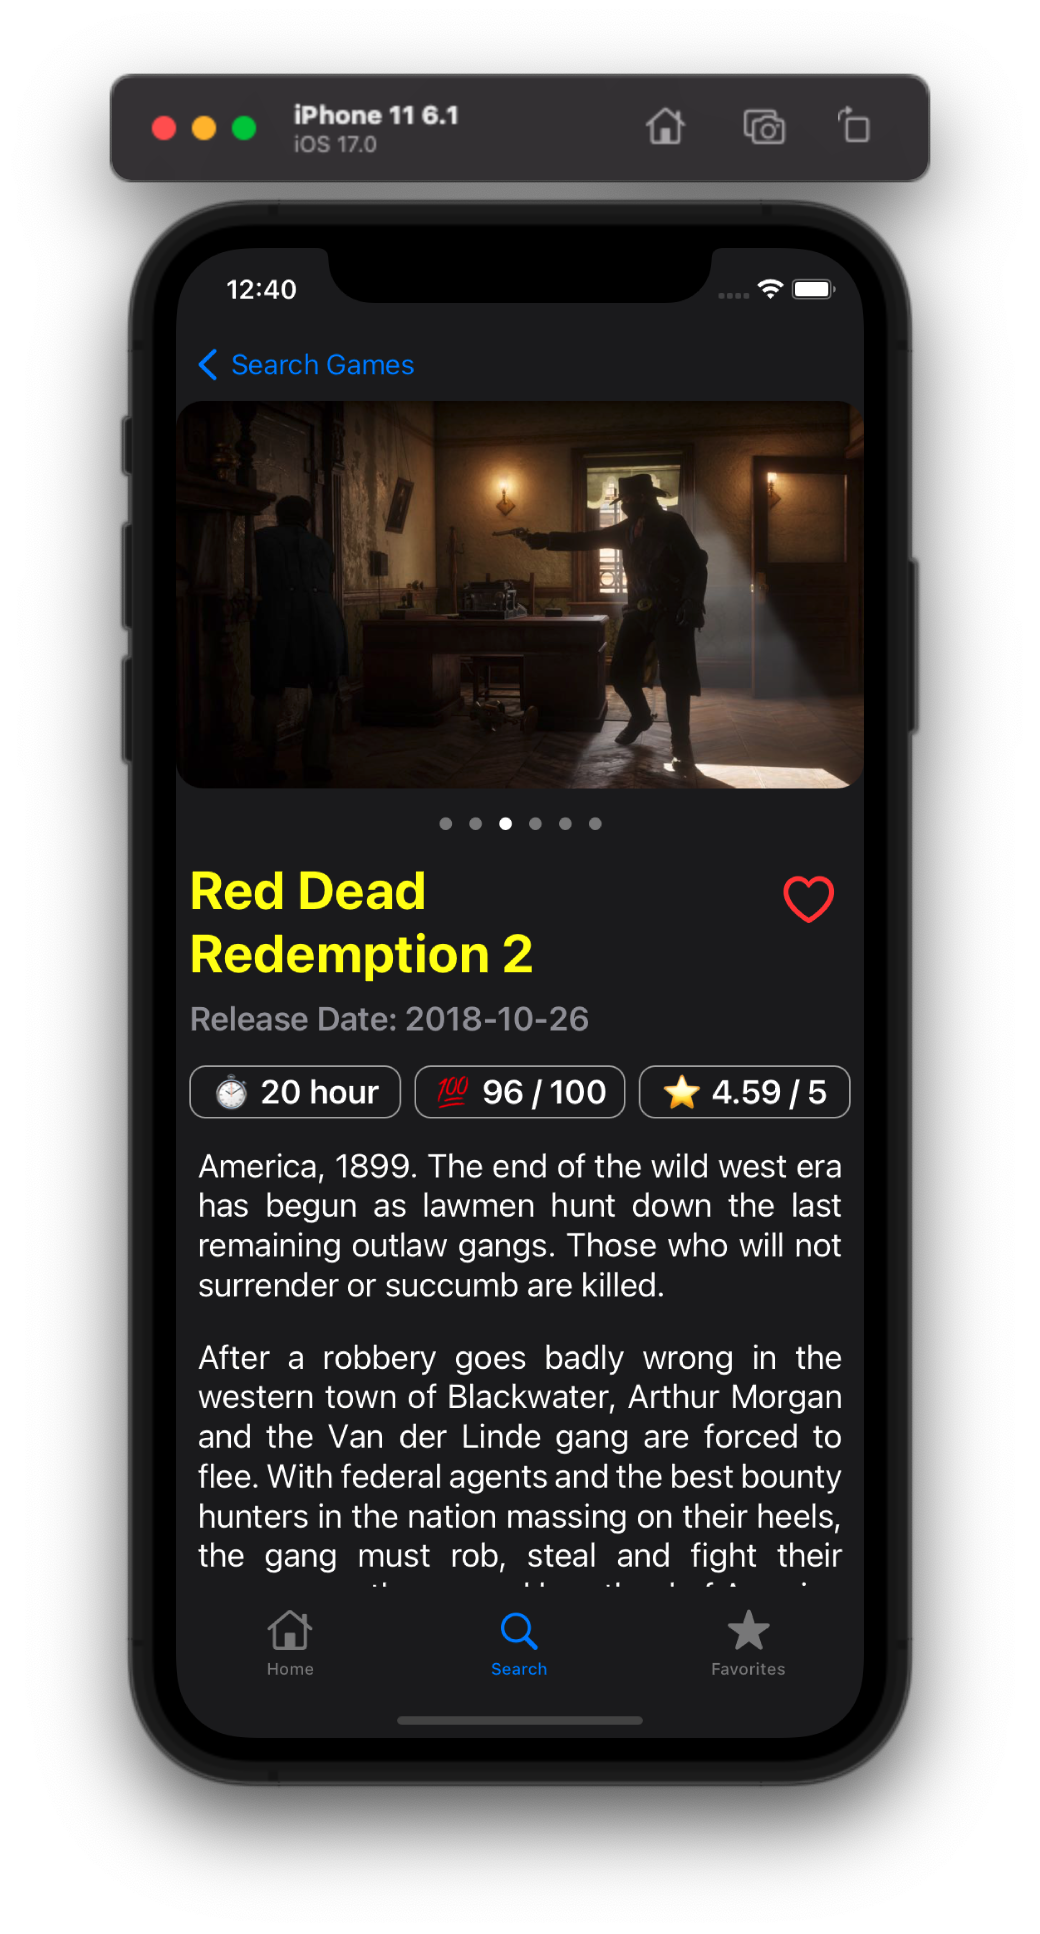 iPhone 11 6.1
iOS 17.0
12:40
Search Games
Red Dead
Redemption 2
Release Date: 2018-10-26
⏱ 20 hour 💯 96 / 100 ⭐ 4.59 / 5
America, 1899. The end of the wild west era
has begun as lawmen hunt down the last
remaining outlaw gangs. Those who will not
surrender or succumb are killed.
After a robbery goes badly wrong in the
western town of Blackwater, Arthur Morgan
and the Van der Linde gang are forced to
flee. With federal agents and the best bounty
hunters in the nation massing on their heels,
the gang must rob, steal and fight their
Home Search Favorites